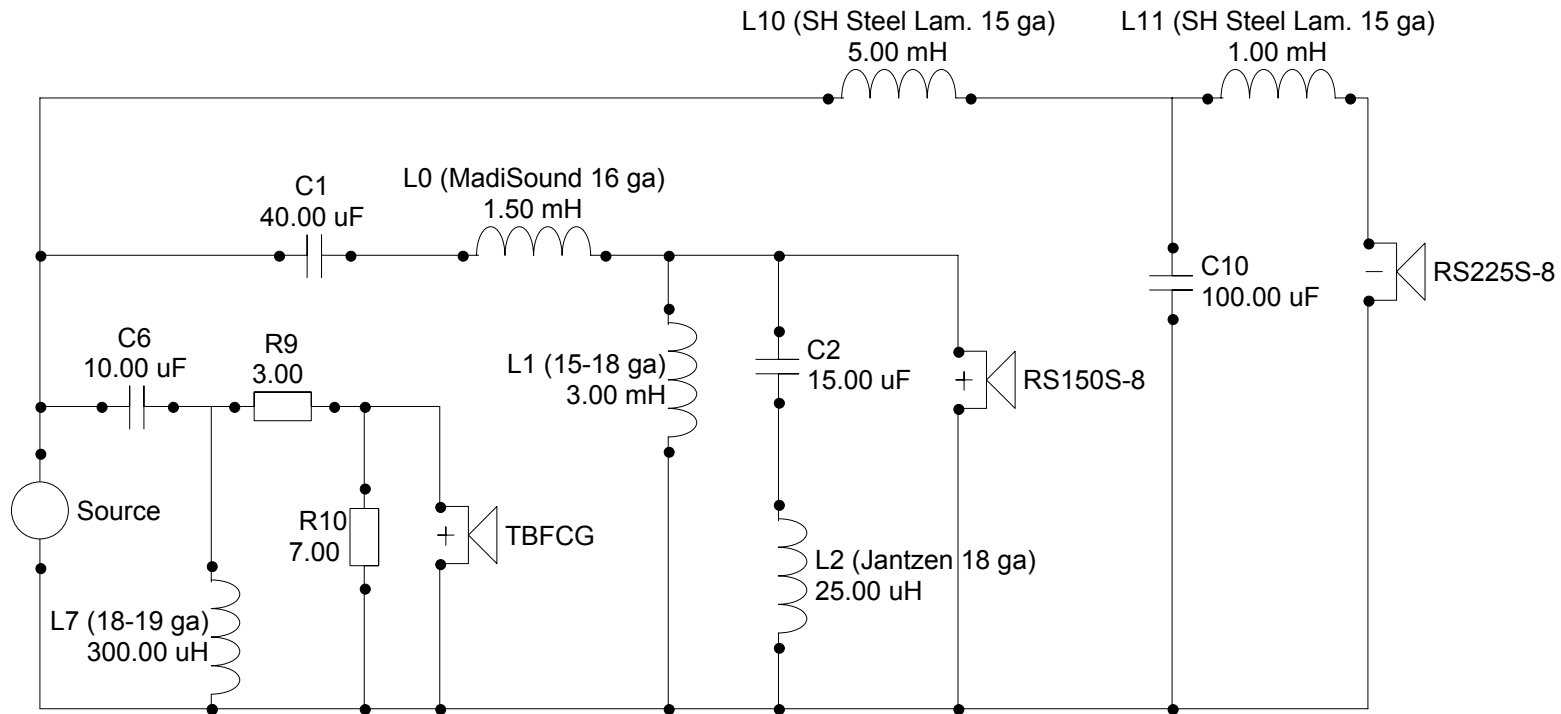 L10 (SH Steel Lam. 15 ga)
5.00 mH
L11 (SH Steel Lam. 15 ga)
1.00 mH
C1
40.00 uF
L0 (MadiSound 16 ga)
1.50 mH
C10
100.00 uF
−
RS225S-8
C6
10.00 uF
R9
3.00
L1 (15-18 ga)
3.00 mH
C2
15.00 uF
+
RS150S-8
Source
R10
7.00
+
TBFCG
L2 (Jantzen 18 ga)
25.00 uH
L7 (18-19 ga)
300.00 uH